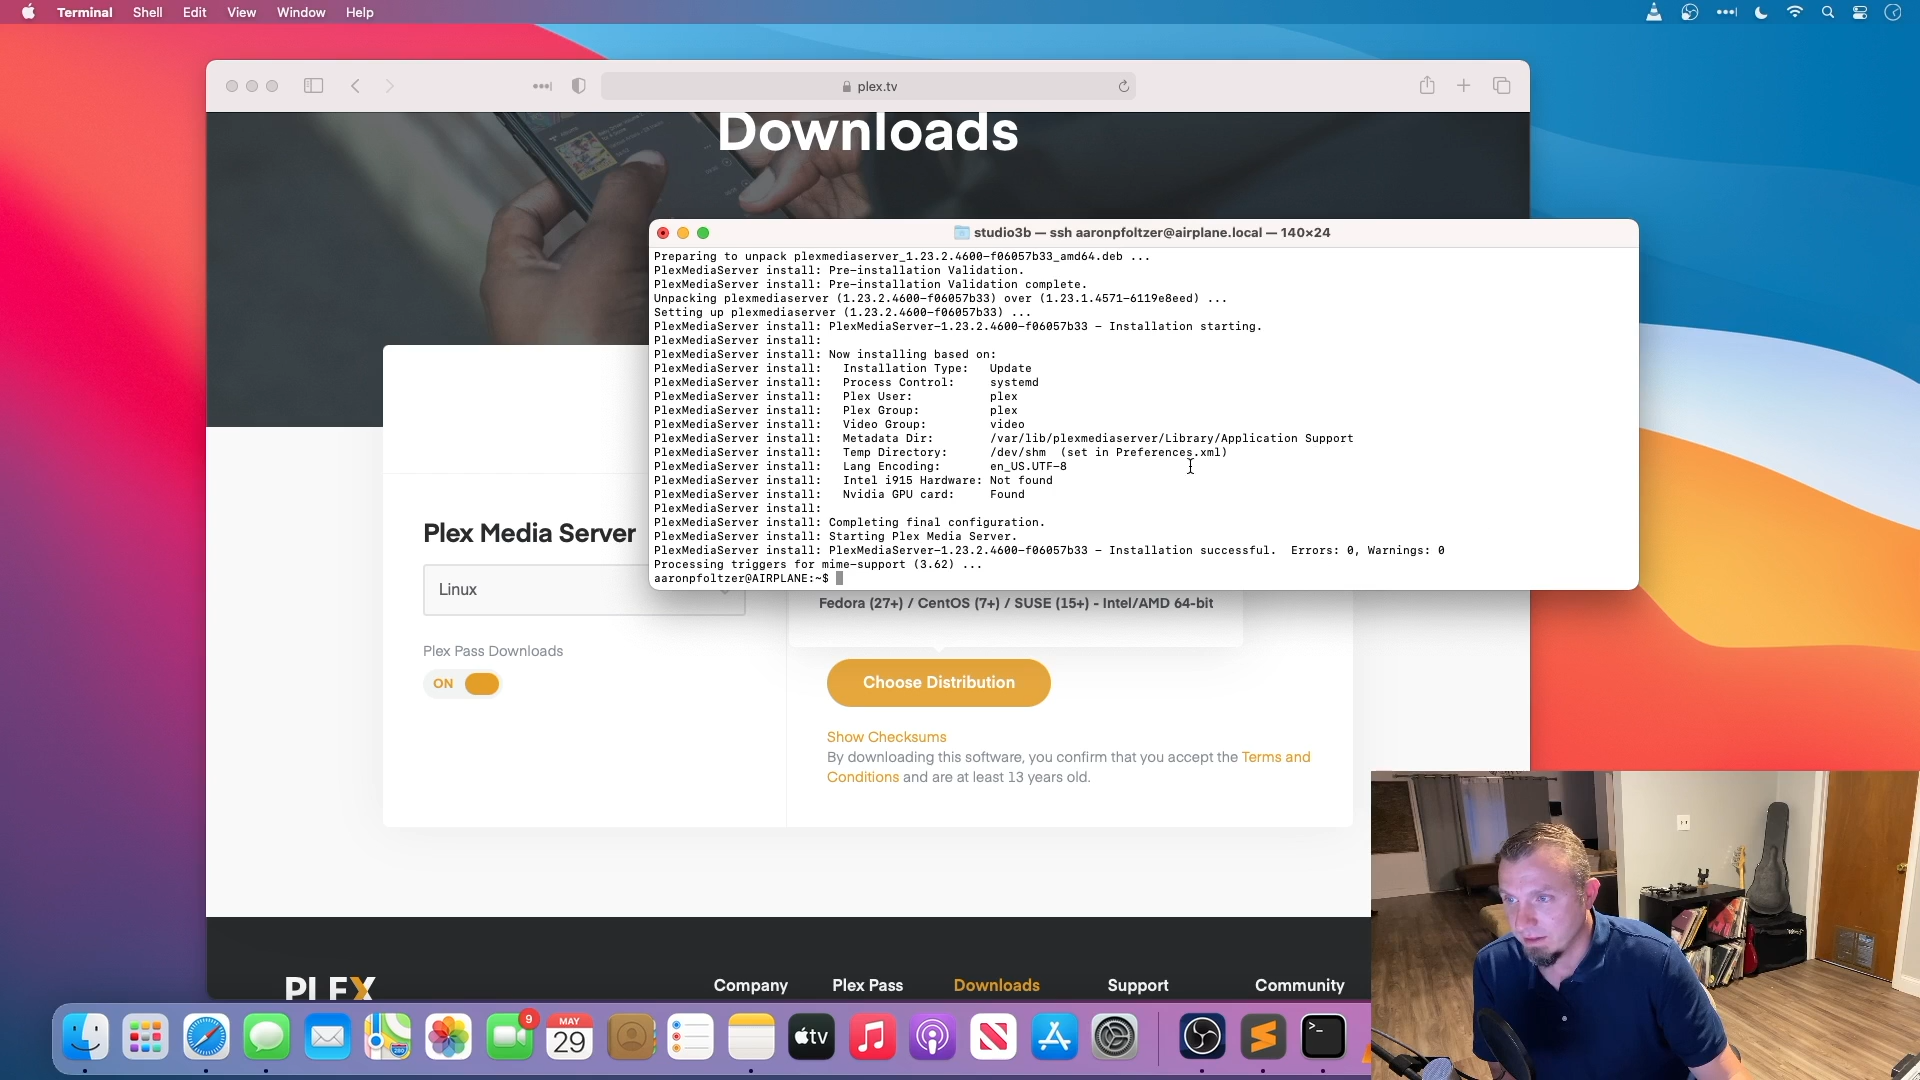 Terminal Shell Edit View Window Help
plex.tv
Downloads
studio3b — ssh aaronpfoltzer@airplane.local — 140×24
Preparing to unpack plexmediaserver_1.23.2.4600-f06057b33_amd64.deb ...
PlexMediaServer install: Pre-installation Validation.
PlexMediaServer install: Pre-installation Validation complete.
Unpacking plexmediaserver (1.23.2.4600-f06057b33) over (1.23.1.4571-6119e8eed) ...
Setting up plexmediaserver (1.23.2.4600-f06057b33) ...
PlexMediaServer install: PlexMediaServer-1.23.2.4600-f06057b33 - Installation starting.
PlexMediaServer install:
PlexMediaServer install: Now installing based on:
PlexMediaServer install:   Installation Type:   Update
PlexMediaServer install:   Process Control:     systemd
PlexMediaServer install:   Plex User:           plex
PlexMediaServer install:   Plex Group:          plex
PlexMediaServer install:   Video Group:         video
PlexMediaServer install:   Metadata Dir:        /var/lib/plexmediaserver/Library/Application Support
PlexMediaServer install:   Temp Directory:      /dev/shm  (set in Preferences.xml)
PlexMediaServer install:   Lang Encoding:       en_US.UTF-8
PlexMediaServer install:   Intel i915 Hardware: Not found
PlexMediaServer install:   Nvidia GPU card:     Found
PlexMediaServer install:
PlexMediaServer install: Completing final configuration.
PlexMediaServer install: Starting Plex Media Server.
PlexMediaServer install: PlexMediaServer-1.23.2.4600-f06057b33 - Installation successful.  Errors: 0, Warnings: 0
Processing triggers for mime-support (3.62) ...
aaronpfoltzer@AIRPLANE:~$
Plex Media Server
Linux
Plex Pass Downloads
ON
Fedora (27+) / CentOS (7+) / SUSE (15+) - Intel/AMD 64-bit
Choose Distribution
Show Checksums
By downloading this software, you confirm that you accept the Terms and
Conditions and are at least 13 years old.
PLEX
Company Plex Pass Downloads Support Community
9
MAY
29
tv
280
>_